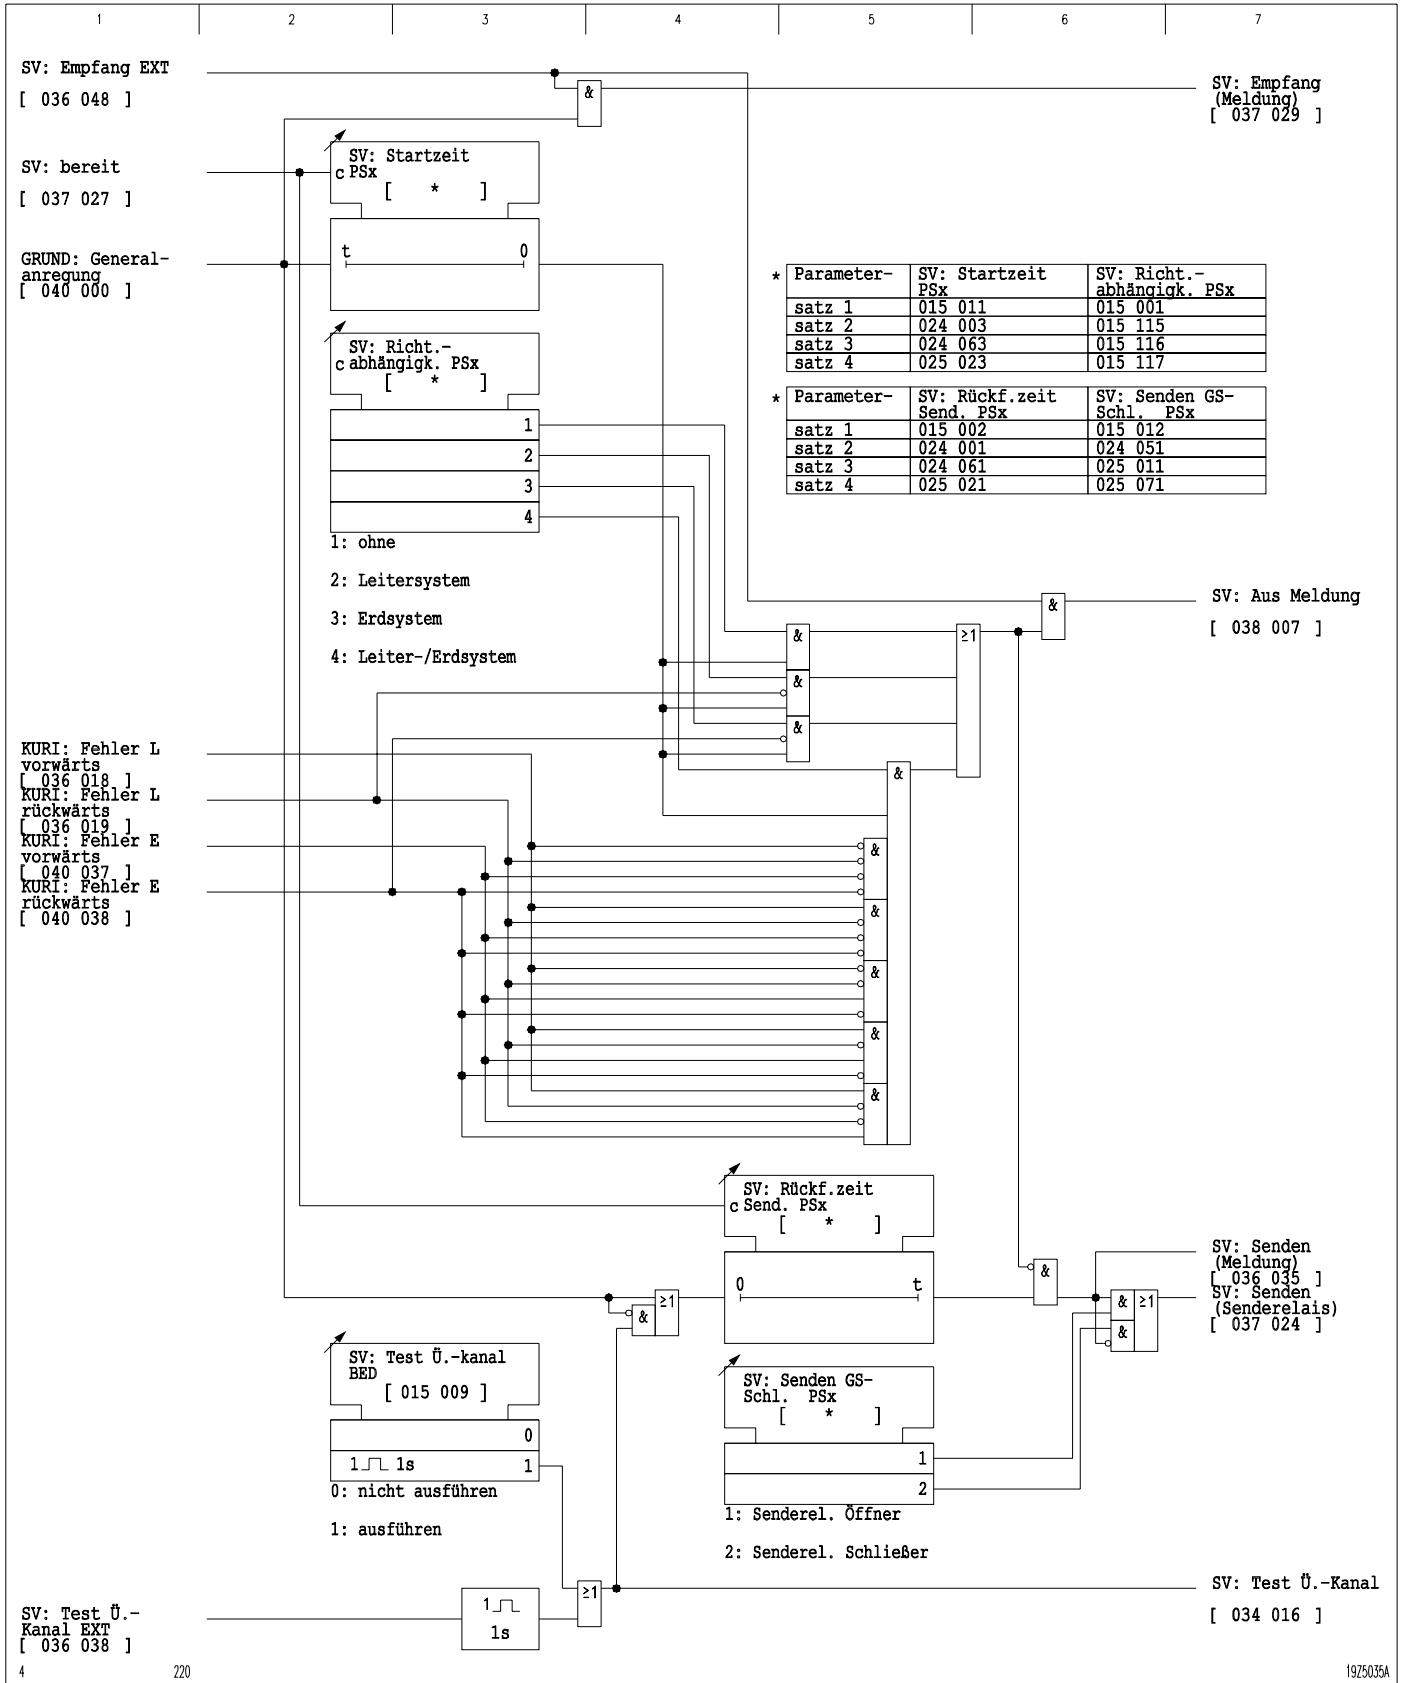 1 2 3 4 5 6 7
SV: Empfang EXT
[ 036 048 ]
&
SV: Empfang
(Meldung)
[ 037 029 ]
SV: bereit
[ 037 027 ]
SV: Startzeit
c PSx
[ * ]
GRUND: General-
anregung
[ 040 000 ]
t 0
* Parameter- SV: Startzeit SV: Richt.-
PSx abhängigk. PSx
satz 1 015 011 015 001
satz 2 024 003 015 115
satz 3 024 063 015 116
satz 4 025 023 015 117
SV: Richt.-
c abhängigk. PSx
[ * ]
1
2
3
4
* Parameter- SV: Rückf.zeit SV: Senden GS-
Send. PSx Schl. PSx
satz 1 015 002 015 012
satz 2 024 001 024 051
satz 3 024 061 025 011
satz 4 025 021 025 071
1: ohne
2: Leitersystem
3: Erdsystem
4: Leiter-/Erdsystem
&
SV: Aus Meldung
[ 038 007 ]
& ≥1
&
&
KURI: Fehler L
vorwärts
[ 036 018 ]
KURI: Fehler L
rückwärts
[ 036 019 ]
KURI: Fehler E
vorwärts
[ 040 037 ]
KURI: Fehler E
rückwärts
[ 040 038 ]
&
&
&
&
&
&
SV: Rückf.zeit
c Send. PSx
[ * ]
0 t
&
SV: Senden
(Meldung)
[ 036 035 ]
SV: Senden
(Senderelais)
[ 037 024 ]
& ≥1
& ≥1
&
SV: Test Ü.-kanal
BED
[ 015 009 ]
0
1 1s 1
0: nicht ausführen
1: ausführen
SV: Senden GS-
Schl. PSx
[ * ]
1
2
1: Senderel. Öffner
2: Senderel. Schließer
≥1
SV: Test Ü.-Kanal
[ 034 016 ]
SV: Test Ü.-
Kanal EXT
[ 036 038 ]
1
1s
4 220 19Z5035A